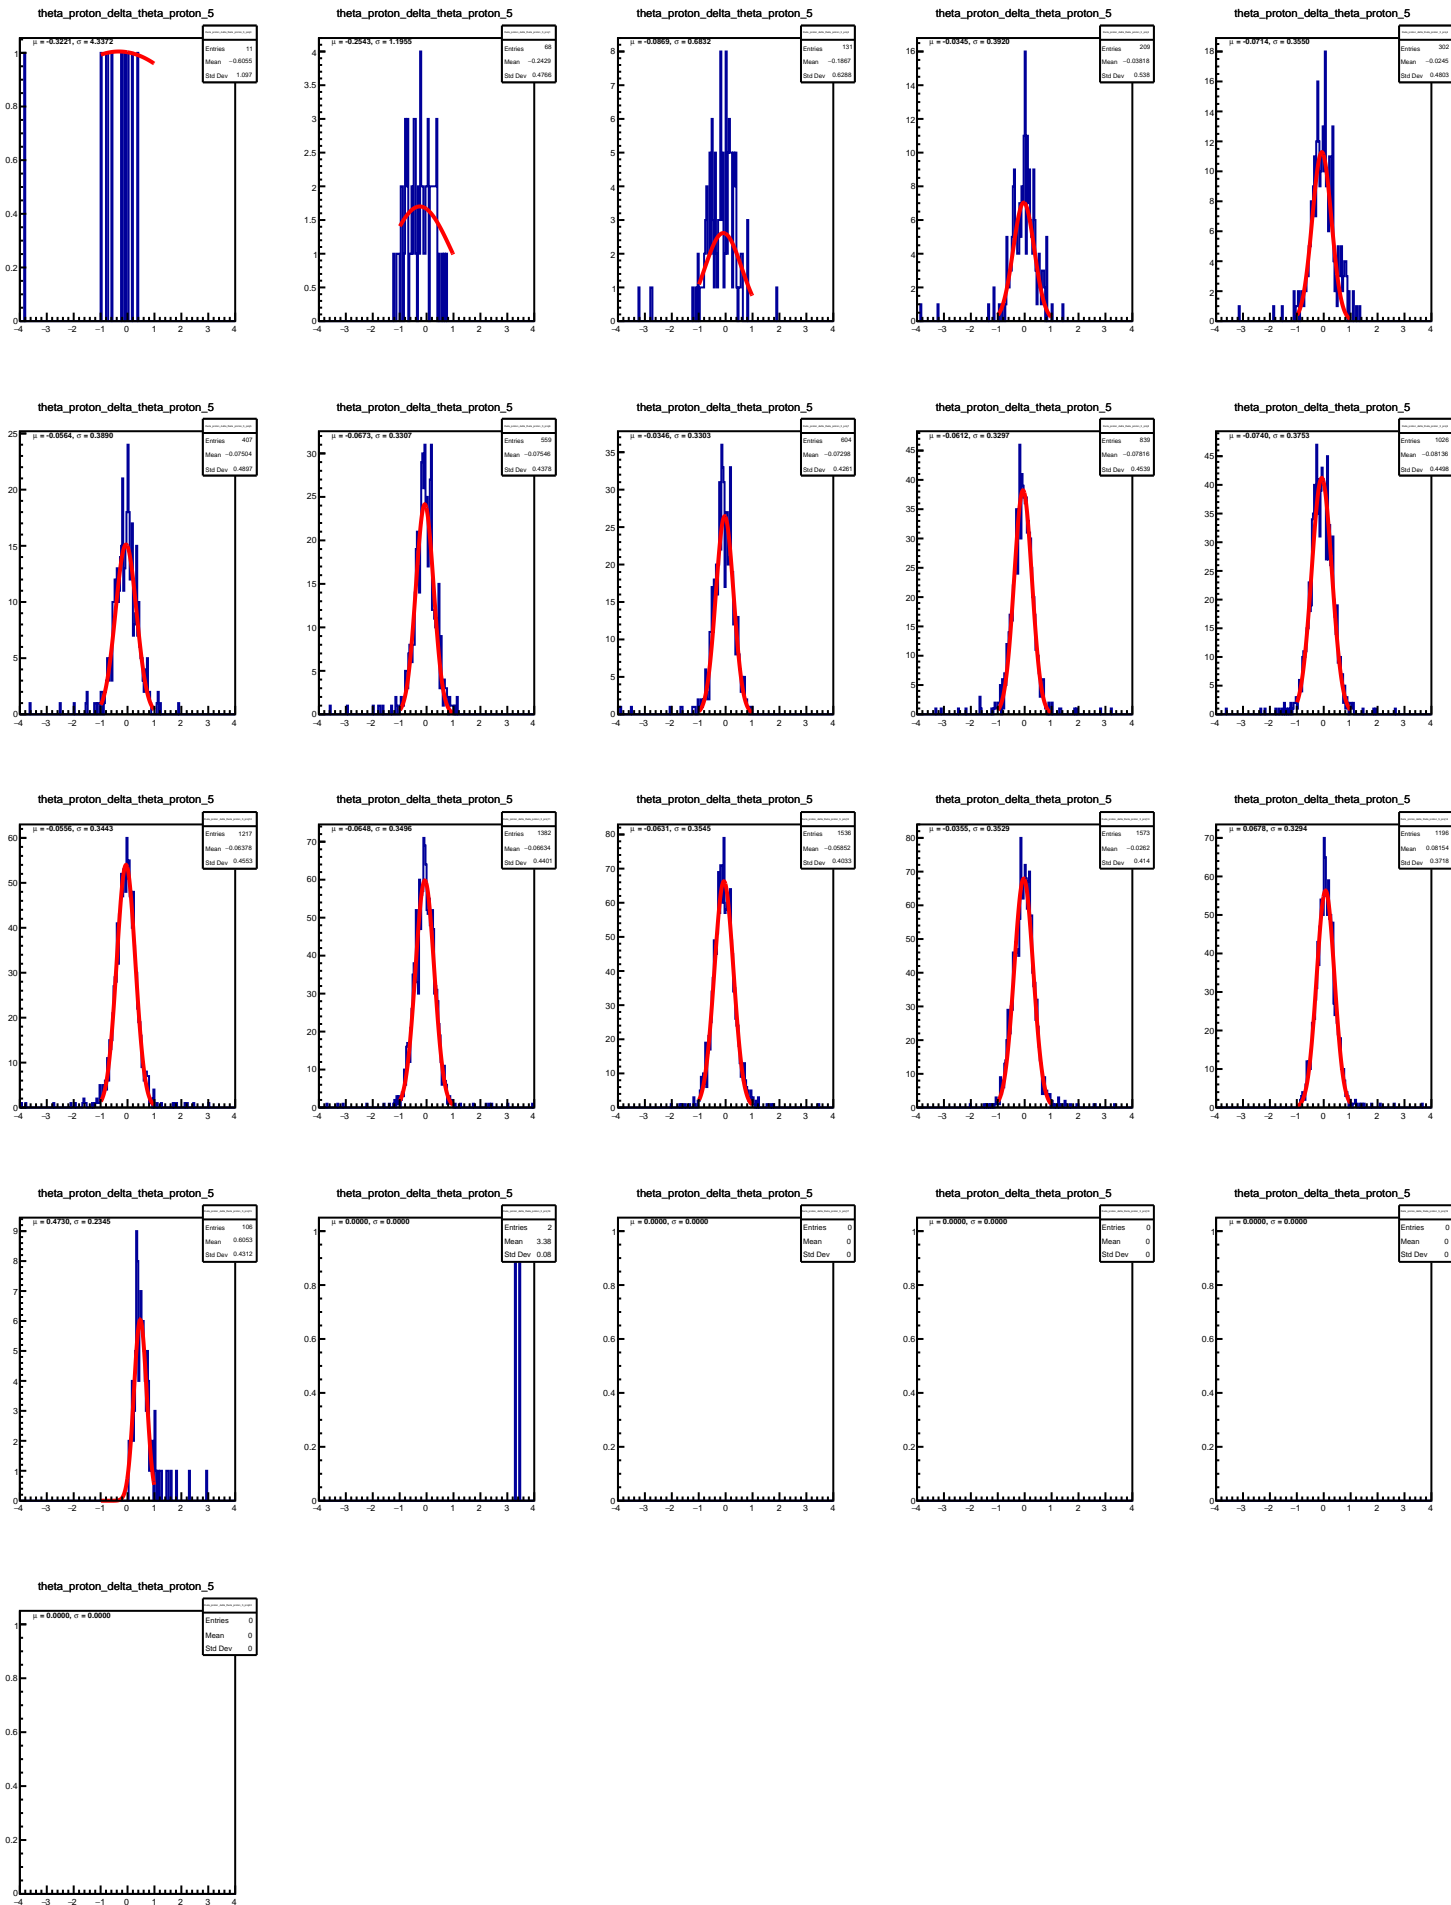 theta_proton_delta_theta_proton_5
μ = -0.3221, σ = 4.3372
Entries 11
Mean −0.6055
Std Dev 1.097
theta_proton_delta_theta_proton_5
μ = -0.2543, σ = 1.1955
Entries 68
Mean −0.2429
Std Dev 0.4766
theta_proton_delta_theta_proton_5
μ = -0.0869, σ = 0.6832
Entries 131
Mean −0.1867
Std Dev 0.6288
theta_proton_delta_theta_proton_5
μ = -0.0345, σ = 0.3920
Entries 209
Mean −0.03818
Std Dev 0.538
theta_proton_delta_theta_proton_5
μ = -0.0714, σ = 0.3550
Entries 302
Mean −0.0245
Std Dev 0.4803
theta_proton_delta_theta_proton_5
μ = -0.0564, σ = 0.3890
Entries 407
Mean −0.07504
Std Dev 0.4897
theta_proton_delta_theta_proton_5
μ = -0.0673, σ = 0.3307
Entries 559
Mean −0.07546
Std Dev 0.4378
theta_proton_delta_theta_proton_5
μ = -0.0346, σ = 0.3303
Entries 604
Mean −0.07298
Std Dev 0.4261
theta_proton_delta_theta_proton_5
μ = -0.0612, σ = 0.3297
Entries 839
Mean −0.07816
Std Dev 0.4539
theta_proton_delta_theta_proton_5
μ = -0.0740, σ = 0.3753
Entries 1026
Mean −0.08136
Std Dev 0.4498
theta_proton_delta_theta_proton_5
μ = -0.0556, σ = 0.3443
Entries 1217
Mean −0.06378
Std Dev 0.4553
theta_proton_delta_theta_proton_5
μ = -0.0648, σ = 0.3496
Entries 1382
Mean −0.06634
Std Dev 0.4401
theta_proton_delta_theta_proton_5
μ = -0.0631, σ = 0.3545
Entries 1536
Mean −0.05852
Std Dev 0.4033
theta_proton_delta_theta_proton_5
μ = -0.0355, σ = 0.3529
Entries 1573
Mean −0.0262
Std Dev 0.414
theta_proton_delta_theta_proton_5
μ = 0.0678, σ = 0.3294
Entries 1196
Mean 0.08154
Std Dev 0.3718
theta_proton_delta_theta_proton_5
μ = 0.4730, σ = 0.2345
Entries 106
Mean 0.6053
Std Dev 0.4312
theta_proton_delta_theta_proton_5
μ = 0.0000, σ = 0.0000
Entries 2
Mean 3.38
Std Dev 0.08
theta_proton_delta_theta_proton_5
μ = 0.0000, σ = 0.0000
Entries 0
Mean 0
Std Dev 0
theta_proton_delta_theta_proton_5
μ = 0.0000, σ = 0.0000
Entries 0
Mean 0
Std Dev 0
theta_proton_delta_theta_proton_5
μ = 0.0000, σ = 0.0000
Entries 0
Mean 0
Std Dev 0
theta_proton_delta_theta_proton_5
μ = 0.0000, σ = 0.0000
Entries 0
Mean 0
Std Dev 0